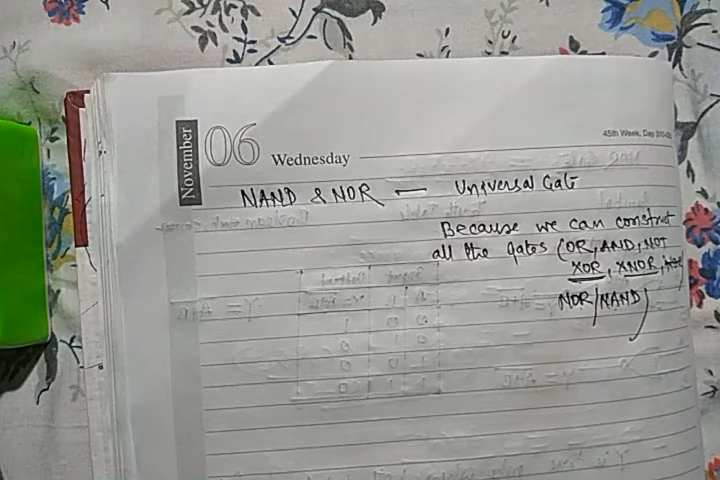 November
06 Wednesday
45th Week, Day
NAND & NOR — Universal Gate
Because we can construct
all the gates (OR, AND, NOT
XOR, XNOR,
NOR/NAND)